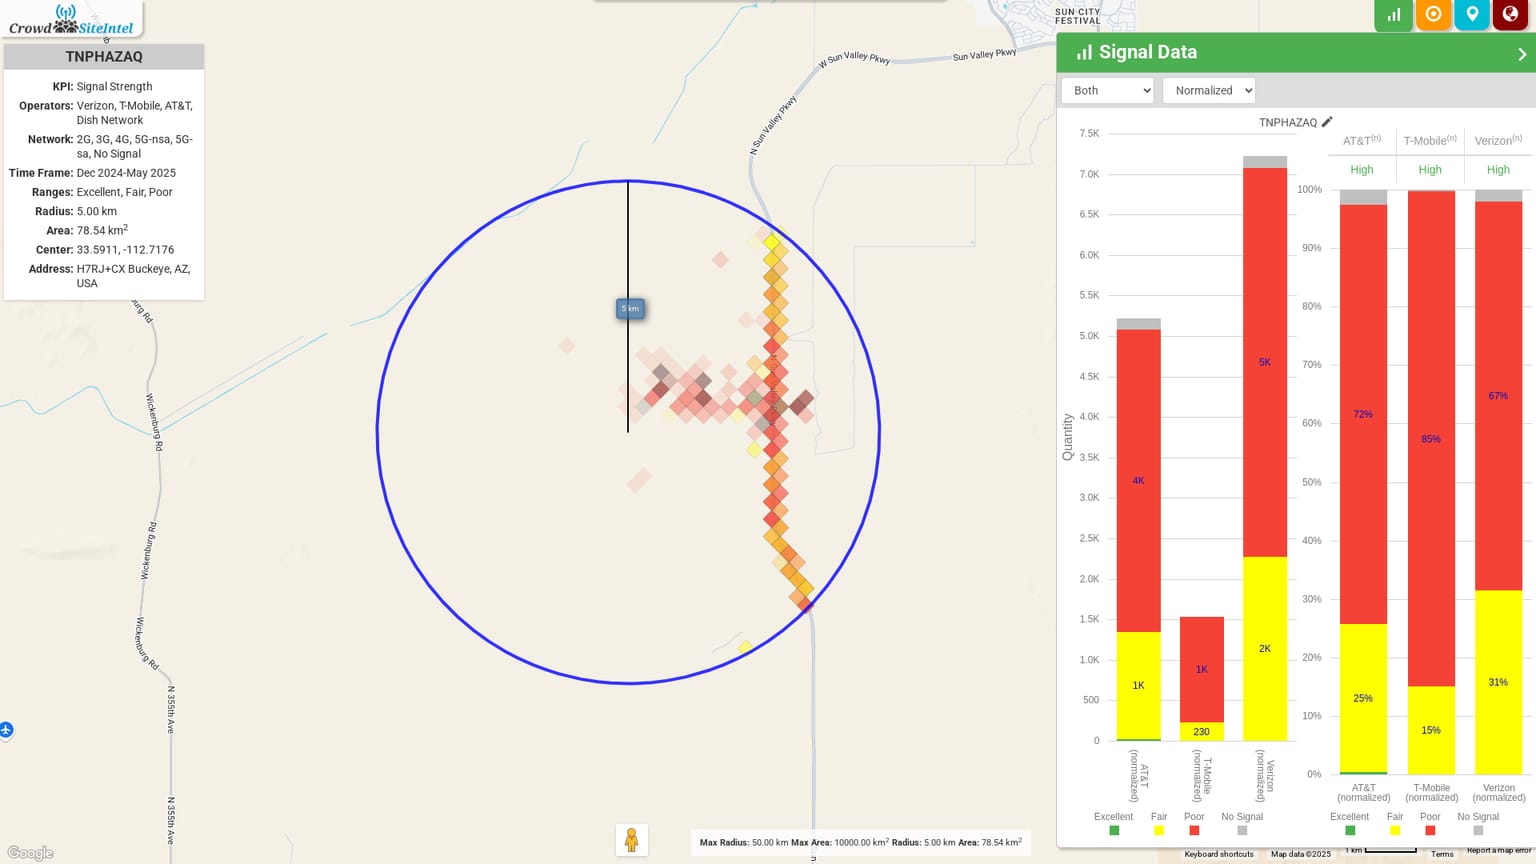 Crowd SiteIntel
TNPHAZAQ
KPI: Signal Strength
Operators: Verizon, T-Mobile, AT&T,
Dish Network
Network: 2G, 3G, 4G, 5G-nsa, 5G-
sa, No Signal
Time Frame: Dec 2024-May 2025
Ranges: Excellent, Fair, Poor
Radius: 5.00 km
Area: 78.54 km²
Center: 33.5911, -112.7176
Address: H7RJ+CX Buckeye, AZ,
USA
SUN CITY
FESTIVAL
W Sun Valley Pkwy
Sun Valley Pkwy
N Sun Valley Pkwy
5 km
Wickenburg Rd
Wickenburg Rd
Wickenburg Rd
N 355th Ave
N 355th Ave
Google
Max Radius: 50.00 km Max Area: 10000.00 km² Radius: 5.00 km Area: 78.54 km²
Signal Data
Both
Normalized
TNPHAZAQ
7.5K
7.0K
6.5K
6.0K
5.5K
5.0K
4.5K
4.0K
3.5K
3.0K
2.5K
2.0K
1.5K
1.0K
500
0
Quantity
4K
1K
1K
230
5K
2K
AT&T
(normalized)
T-Mobile
(normalized)
Verizon
(normalized)
Excellent Fair Poor No Signal
AT&T(n) T-Mobile(n) Verizon(n)
High High High
100%
90%
80%
70%
60%
50%
40%
30%
20%
10%
0%
72%
25%
85%
15%
67%
31%
AT&T
(normalized)
T-Mobile
(normalized)
Verizon
(normalized)
Excellent Fair Poor No Signal
Keyboard shortcuts Map data ©2025 1 km Terms Report a map error